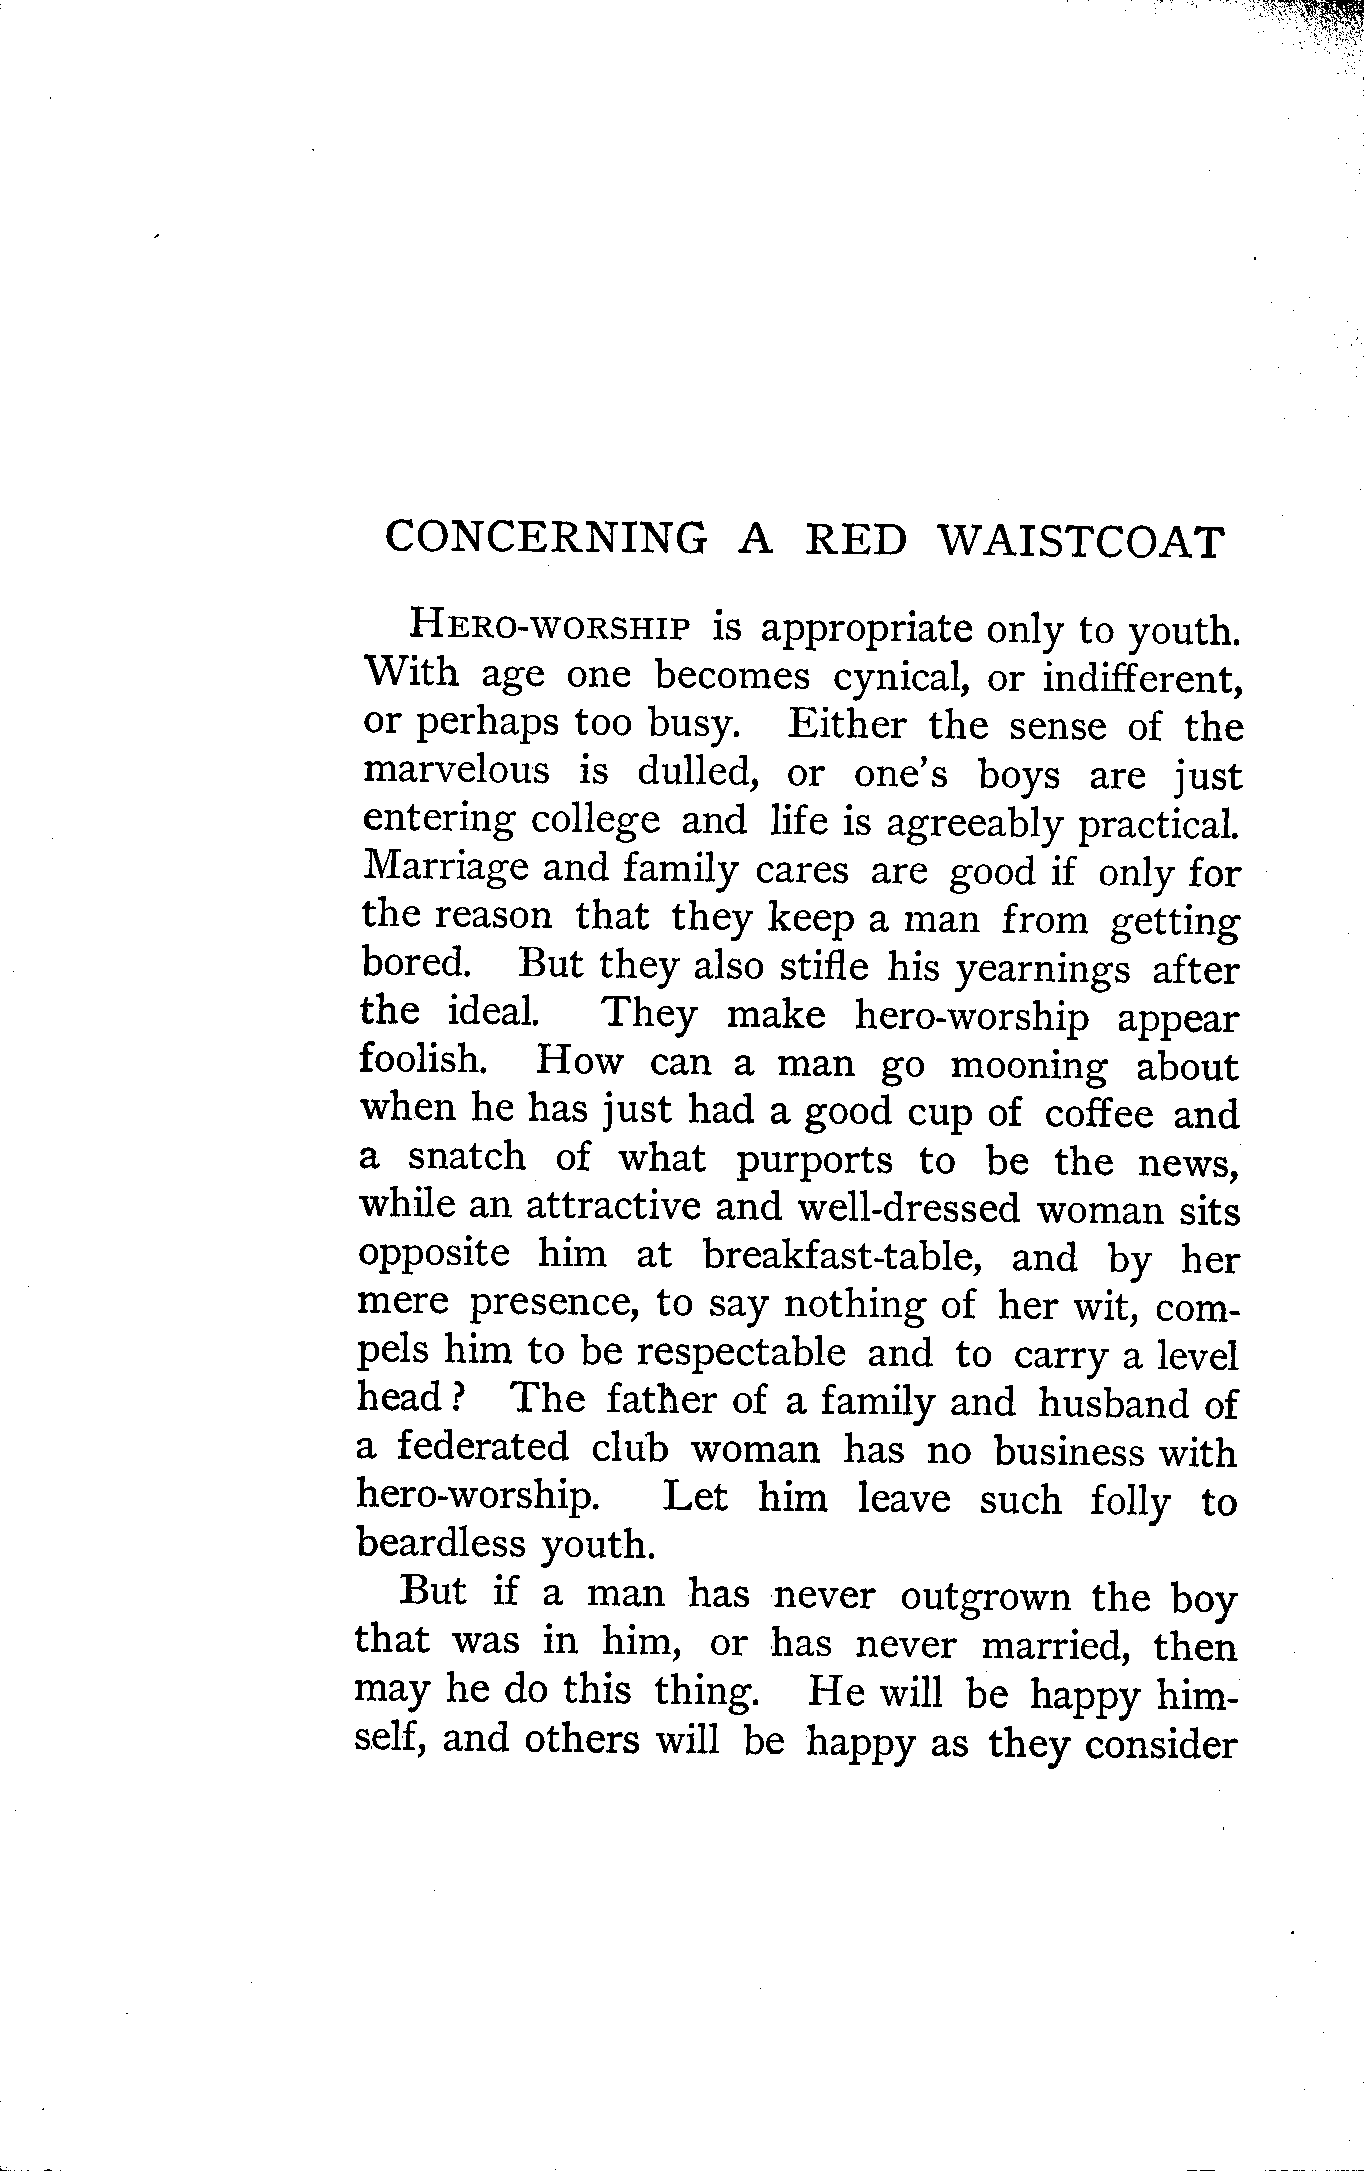 CONCERNING A RED WAISTCOAT
HERO-WORSHIP is appropriate only to youth.
With age one becomes cynical, or indifferent,
or perhaps too busy. Either the sense of the
marvelous is dulled, or one's boys are just
entering college and life is agreeably practical.
Marriage and family cares are good if only for
the reason that they keep a man from getting
bored. But they also stifle his yearnings after
the ideal. They make hero-worship appear
foolish. How can a man go mooning about
when he has just had a good cup of coffee and
a snatch of what purports to be the news,
while an attractive and well-dressed woman sits
opposite him at breakfast-table, and by her
mere presence, to say nothing of her wit, com-
pels him to be respectable and to carry a level
head? The father of a family and husband of
a federated club woman has no business with
hero-worship. Let him leave such folly to
beardless youth.
But if a man has never outgrown the boy
that was in him, or has never married, then
may he do this thing. He will be happy him-
self, and others will be happy as they consider